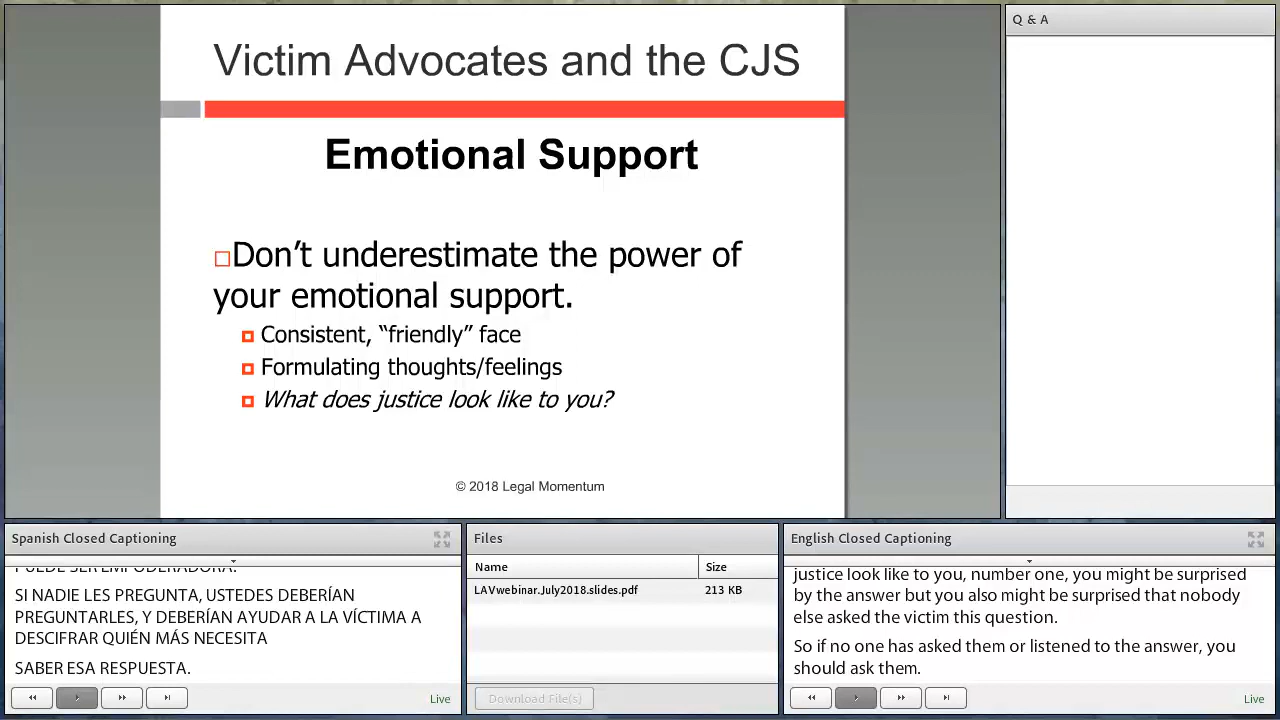 Victim Advocates and the CJS
Emotional Support
Don’t underestimate the power of
your emotional support.
Consistent, “friendly” face
Formulating thoughts/feelings
What does justice look like to you?
© 2018 Legal Momentum
Q & A
Spanish Closed Captioning
PUEDE SER EMPODERADORA.
SI NADIE LES PREGUNTA, USTEDES DEBERÍAN
PREGUNTARLES, Y DEBERÍAN AYUDAR A LA VÍCTIMA A
DESCIFRAR QUIÉN MÁS NECESITA
SABER ESA RESPUESTA.
Live
Files
Name Size
LAVwebinar.July2018.slides.pdf 213 KB
Download File(s)
English Closed Captioning
justice look like to you, number one, you might be surprised
by the answer but you also might be surprised that nobody
else asked the victim this question.
So if no one has asked them or listened to the answer, you
should ask them.
Live